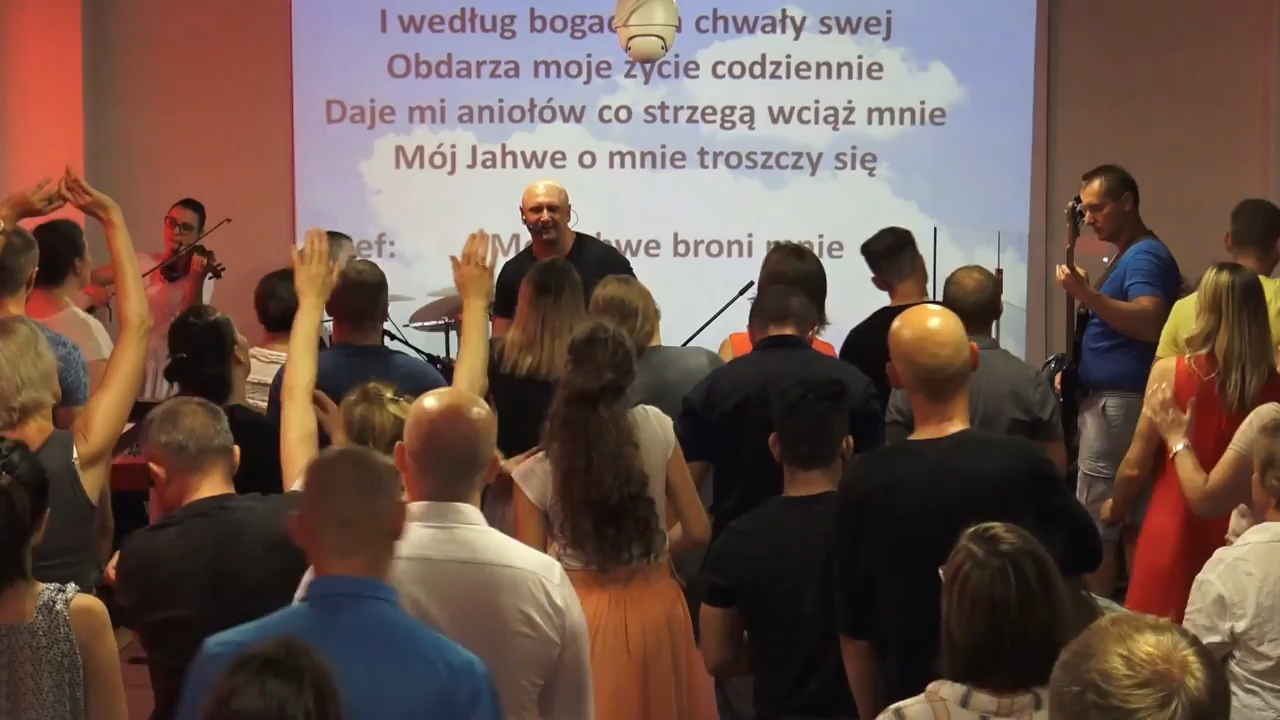 I według chwały swej
Obdarza moje życie codziennie
Daje mi aniołów co strzegą wciąż mnie
Mój Jahwe o mnie troszczy się
broni mnie